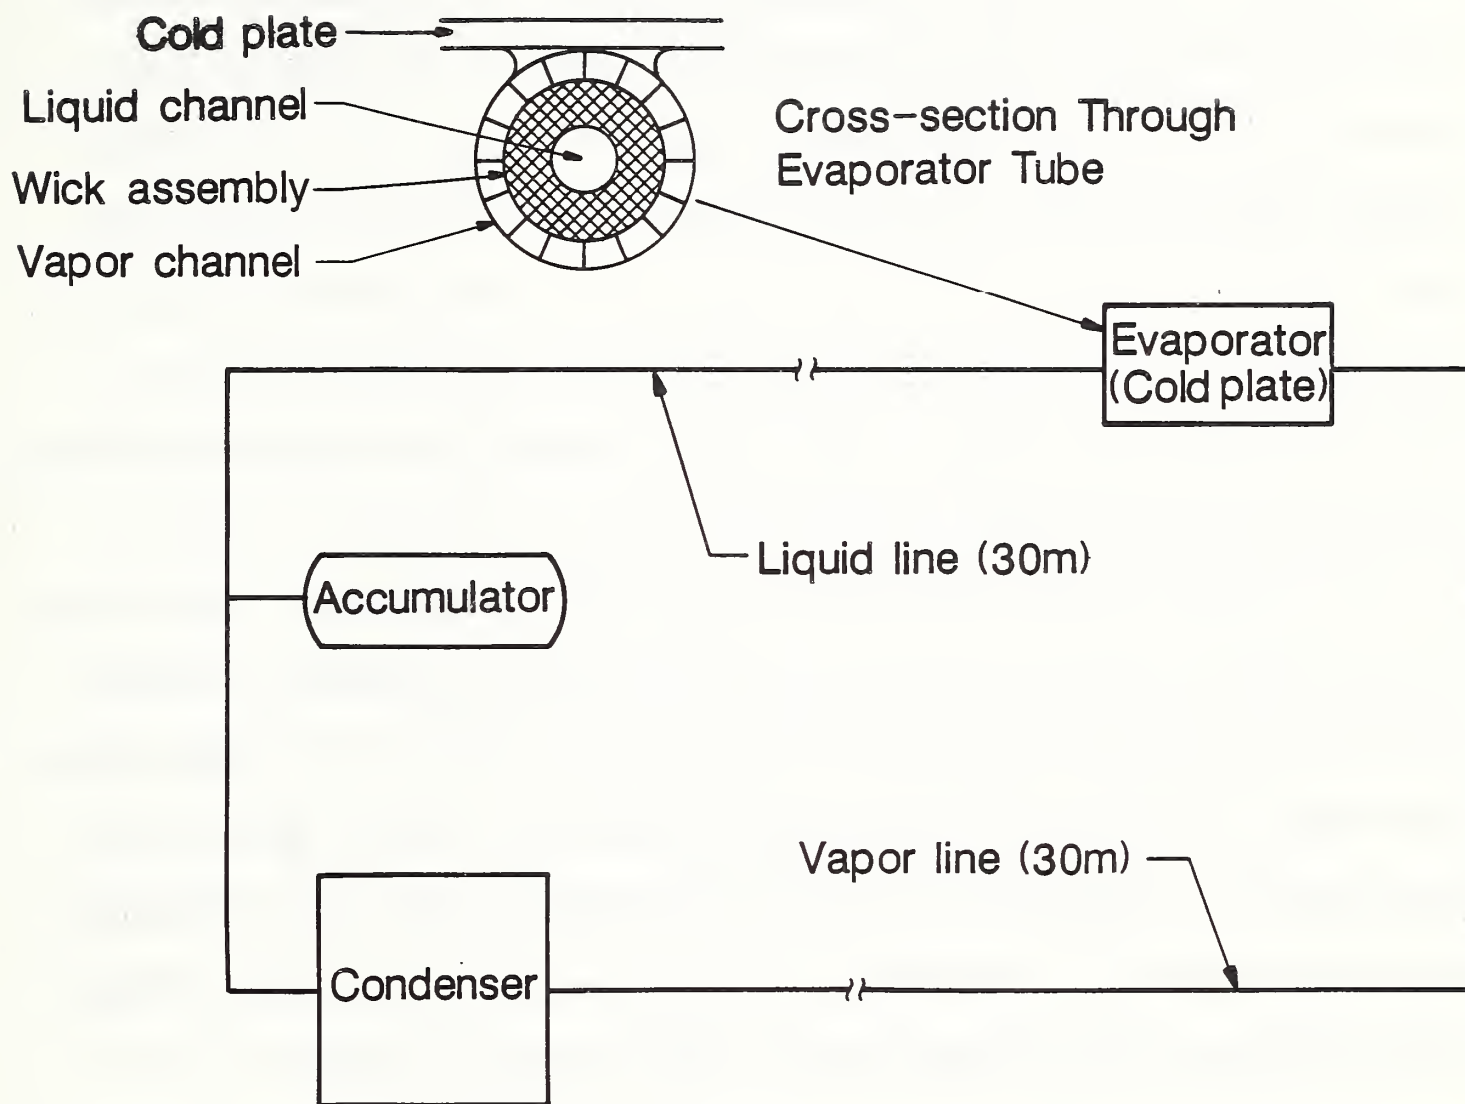 Cold plate
Liquid channel
Wick assembly
Vapor channel
Cross-section Through
Evaporator Tube
Evaporator
(Cold plate)
Liquid line (30m)
Accumulator
Vapor line (30m)
Condenser